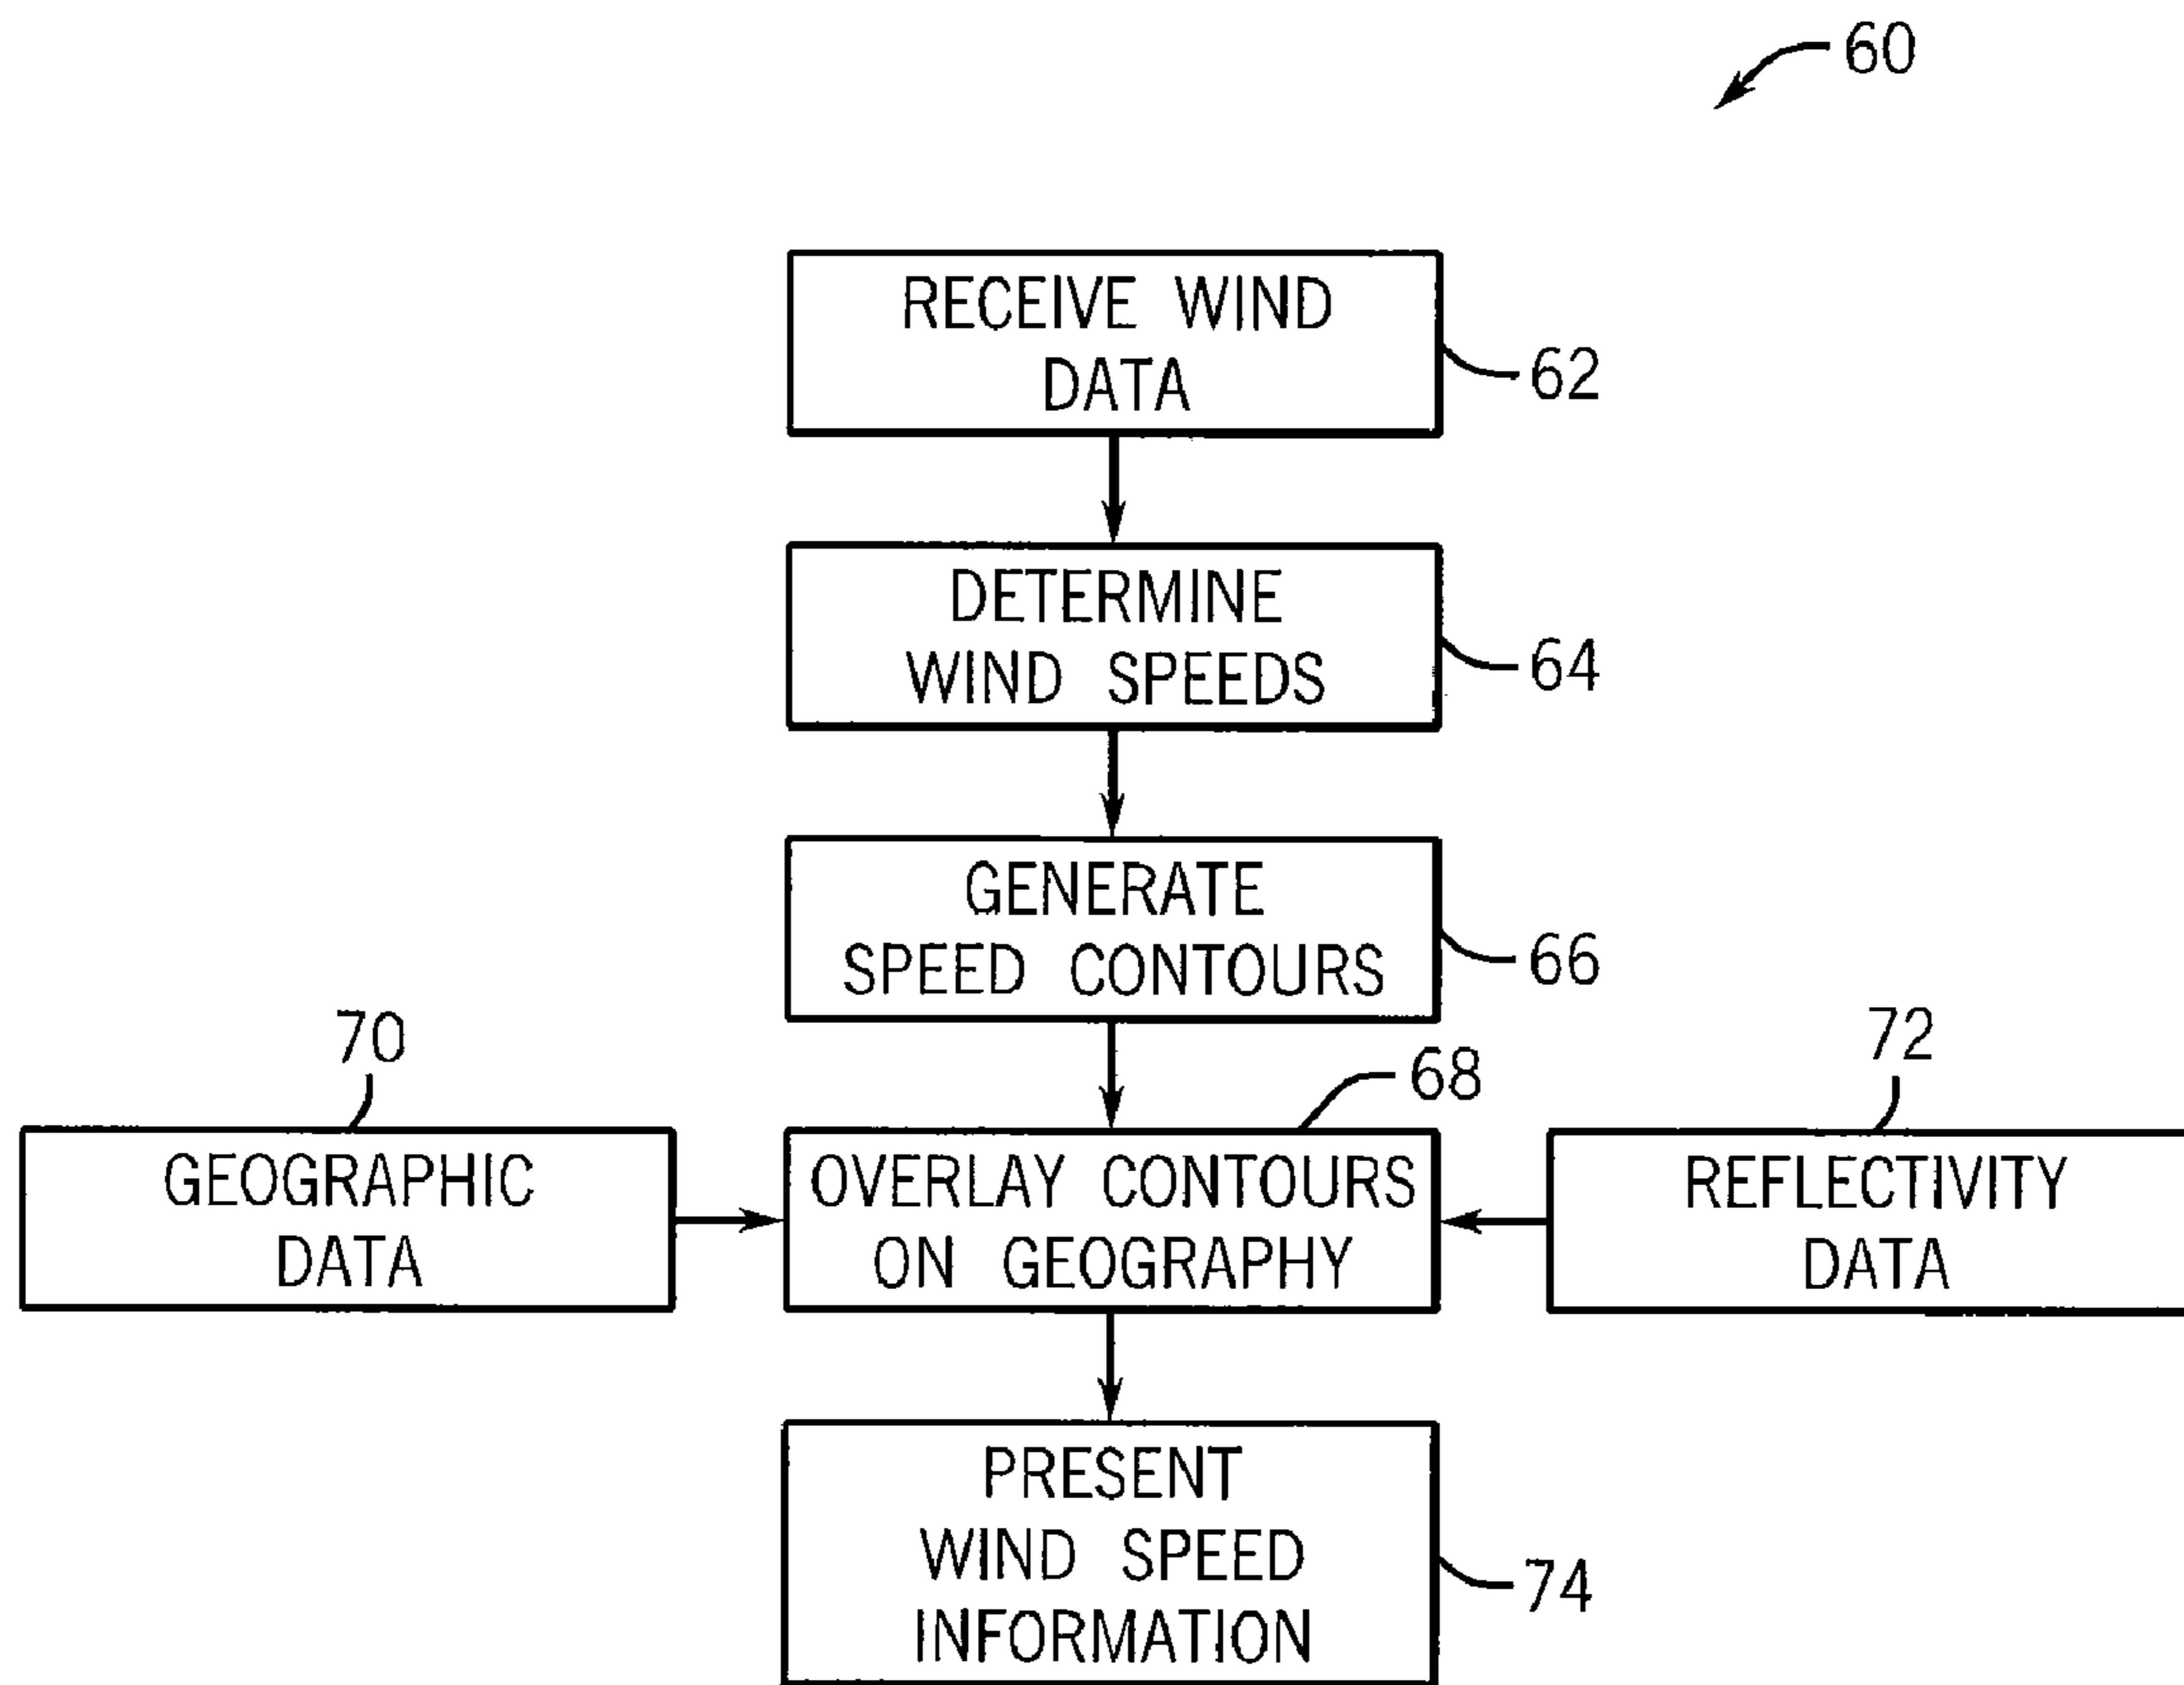 60
RECEIVE WIND
DATA
62
DETERMINE
WIND SPEEDS
64
GENERATE
SPEED CONTOURS
66
70
68
72
GEOGRAPHIC
DATA
OVERLAY CONTOURS
ON GEOGRAPHY
REFLECTIVITY
DATA
PRESENT
WIND SPEED
INFORMATION
74